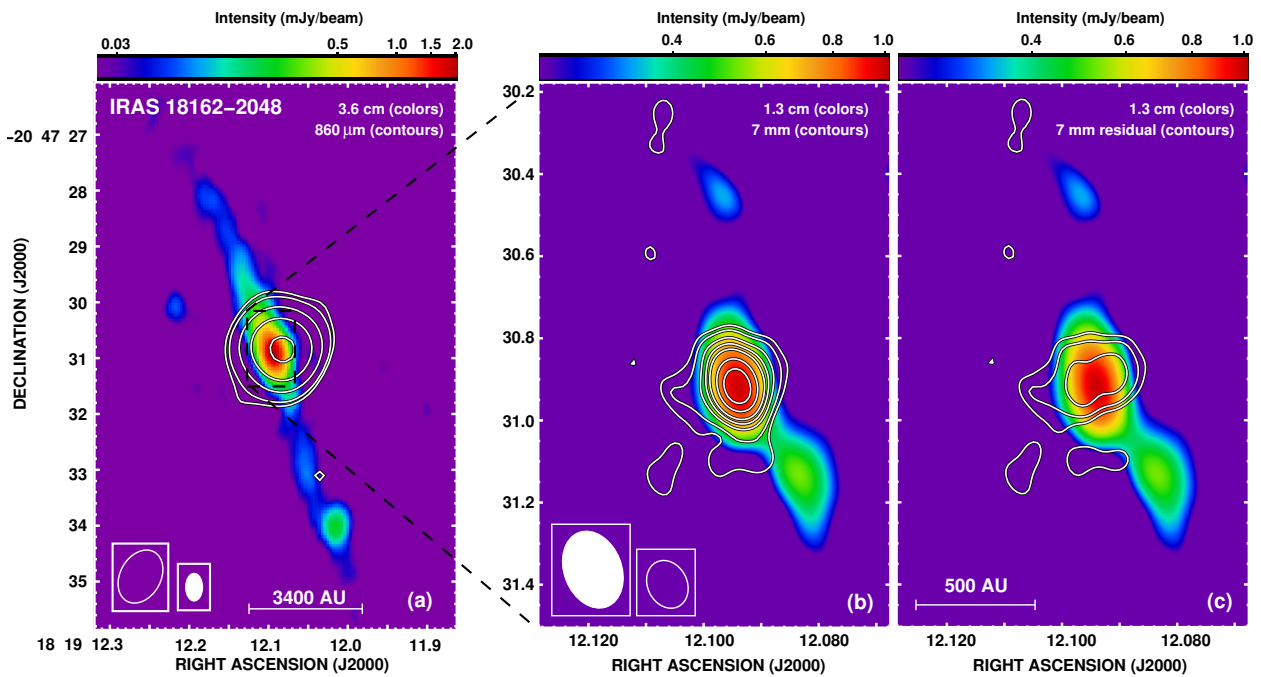 Intensity (mJy/beam)
0.03 0.5 1.0 1.5 2.0
IRAS 18162−2048
3.6 cm (colors)
860 μm (contours)
−20 47 27
28
29
30
31
32
33
34
35
DECLINATION (J2000)
3400 AU
(a)
18 19 12.3 12.2 12.1 12.0 11.9
RIGHT ASCENSION (J2000)
Intensity (mJy/beam)
0.4 0.6 0.8 1.0
1.3 cm (colors)
7 mm (contours)
30.2
30.4
30.6
30.8
31.0
31.2
31.4
(b)
12.120 12.100 12.080
RIGHT ASCENSION (J2000)
Intensity (mJy/beam)
0.4 0.6 0.8 1.0
1.3 cm (colors)
7 mm residual (contours)
500 AU
(c)
12.120 12.100 12.080
RIGHT ASCENSION (J2000)